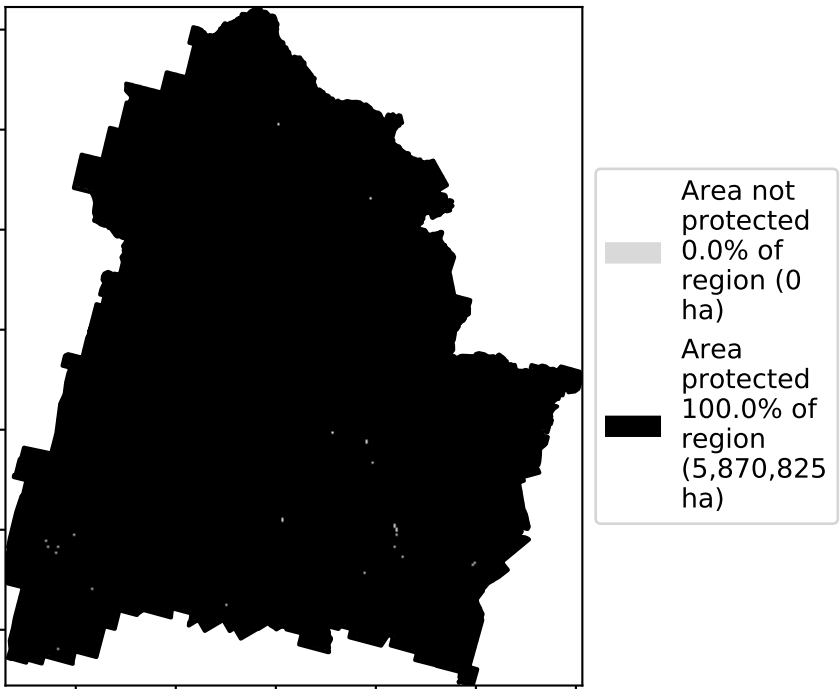 Area not
protected
0.0% of
region (0
ha)
Area
protected
100.0% of
region
(5,870,825
ha)